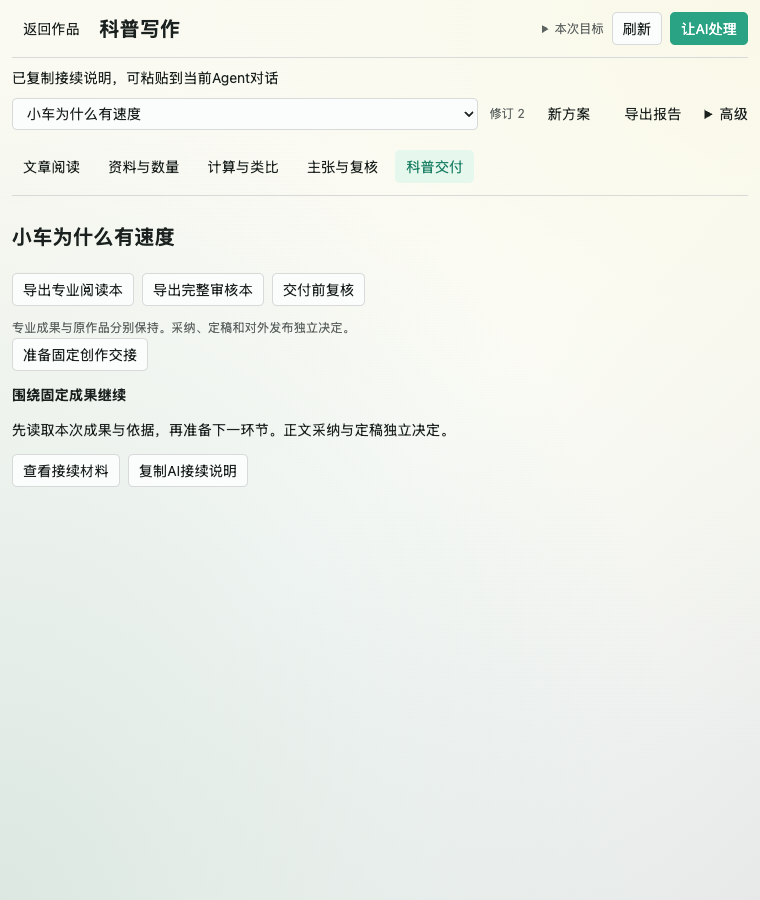 返回作品 科普写作 ▶ 本次目标 刷新 让AI处理
已复制接续说明，可粘贴到当前Agent对话
小车为什么有速度 修订 2 新方案 导出报告 ▶ 高级
文章阅读 资料与数量 计算与类比 主张与复核 科普交付
小车为什么有速度
导出专业阅读本 导出完整审核本 交付前复核
专业成果与原作品分别保持。采纳、定稿和对外发布独立决定。
准备固定创作交接
围绕固定成果继续
先读取本次成果与依据，再准备下一环节。正文采纳与定稿独立决定。
查看接续材料 复制AI接续说明